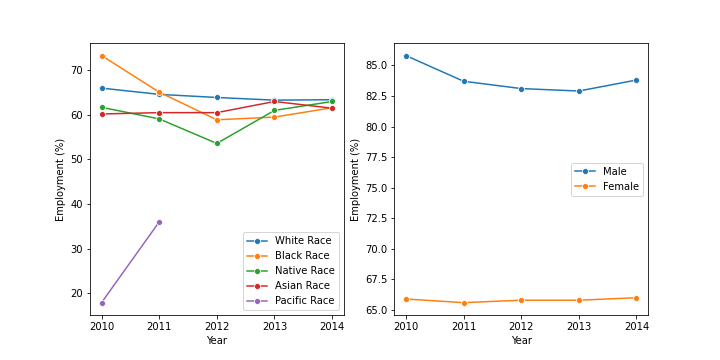 Employment (%)
70
60
50
40
30
20
2010
2011
2012
2013
2014
Year
White Race
Black Race
Native Race
Asian Race
Pacific Race
Employment (%)
85.0
82.5
80.0
77.5
75.0
72.5
70.0
67.5
65.0
2010
2011
2012
2013
2014
Year
Male
Female